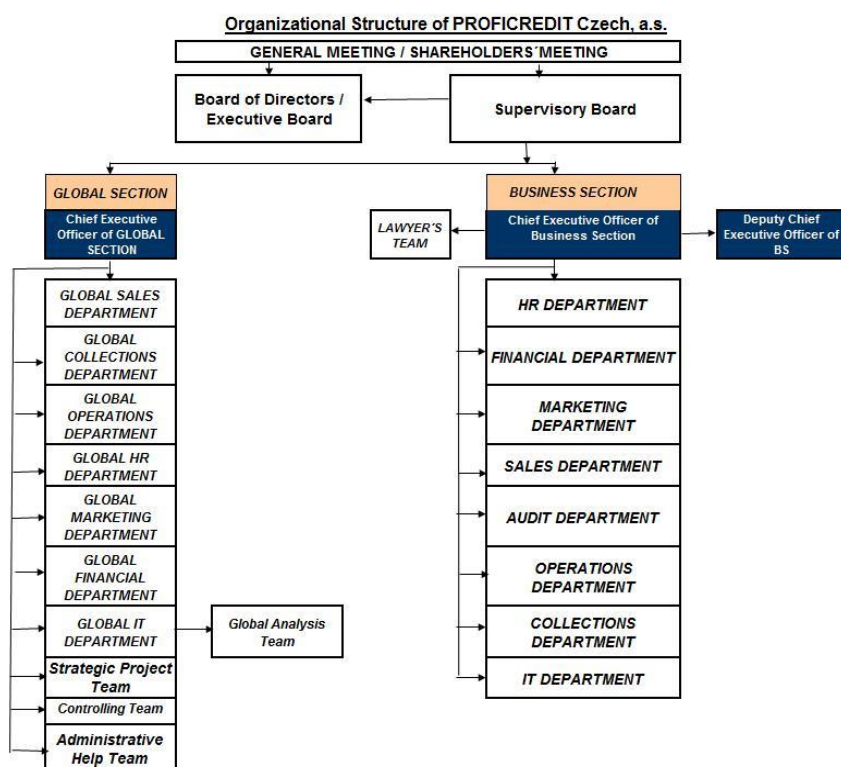 Organizational Structure of PROFICREDIT Czech, a.s.
GENERAL MEETING / SHAREHOLDERS´MEETING
Board of Directors /
Executive Board
Supervisory Board
GLOBAL SECTION
Chief Executive
Officer of GLOBAL
SECTION
BUSINESS SECTION
LAWYER´S
TEAM
Chief Executive Officer of
Business Section
Deputy Chief
Executive Officer of
BS
GLOBAL SALES
DEPARTMENT
GLOBAL
COLLECTIONS
DEPARTMENT
GLOBAL
OPERATIONS
DEPARTMENT
GLOBAL HR
DEPARTMENT
GLOBAL
MARKETING
DEPARTMENT
GLOBAL
FINANCIAL
DEPARTMENT
GLOBAL IT
DEPARTMENT
Global Analysis
Team
Strategic Project
Team
Controlling Team
Administrative
Help Team
HR DEPARTMENT
FINANCIAL DEPARTMENT
MARKETING
DEPARTMENT
SALES DEPARTMENT
AUDIT DEPARTMENT
OPERATIONS
DEPARTMENT
COLLECTIONS
DEPARTMENT
IT DEPARTMENT